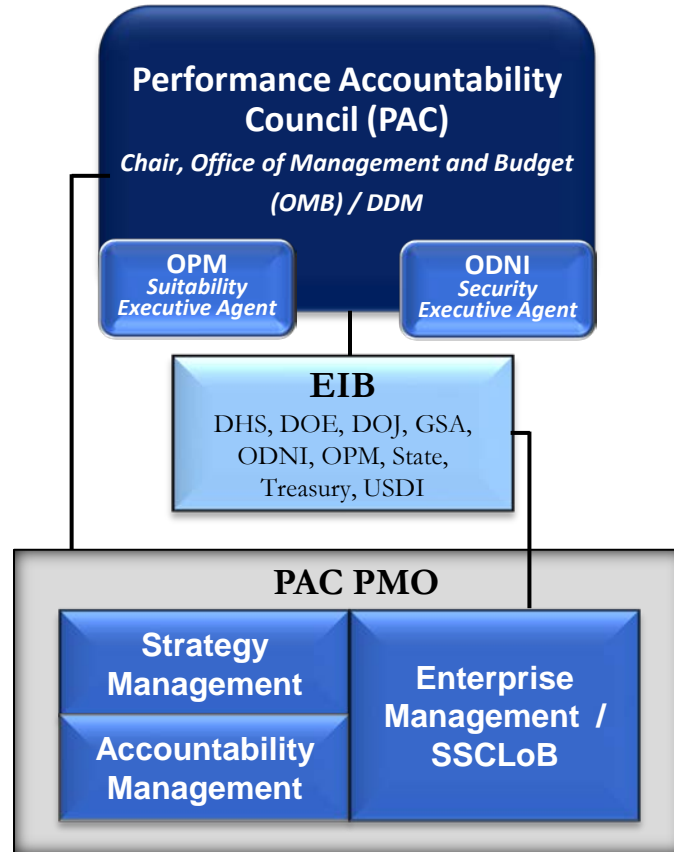 Performance Accountability
Council (PAC)
Chair, Office of Management and Budget
(OMB) / DDM
OPM
Suitability
Executive Agent
ODNI
Security
Executive Agent
EIB
DHS, DOE, DOJ, GSA,
ODNI, OPM, State,
Treasury, USDI
PAC PMO
Strategy
Management
Accountability
Management
Enterprise
Management /
SSCLoB